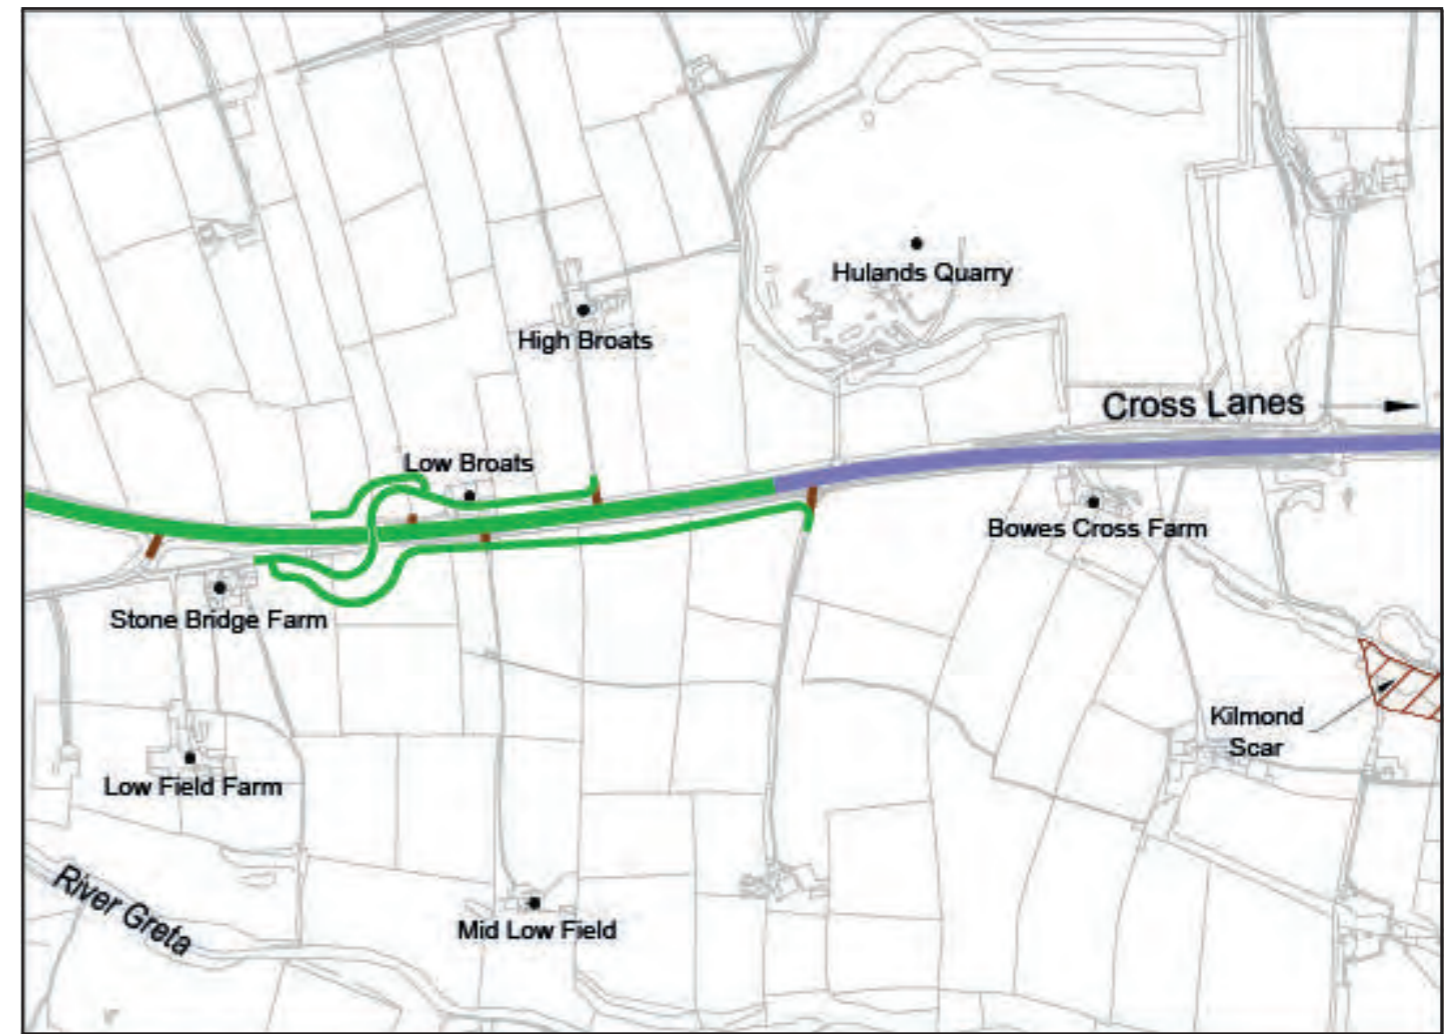 Hulands Quarry
High Broats
Cross Lanes
Low Broats
Bowes Cross Farm
Stone Bridge Farm
Kilmond
Scar
Low Field Farm
River Greta
Mid Low Field